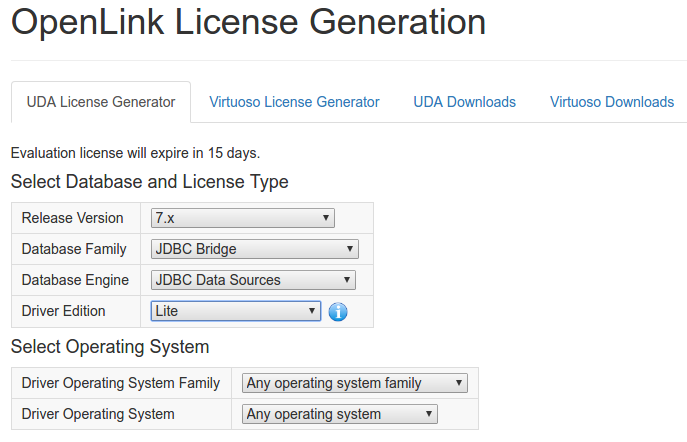 OpenLink License Generation
UDA License Generator Virtuoso License Generator UDA Downloads Virtuoso Downloads
Evaluation license will expire in 15 days.
Select Database and License Type
Release Version 7.x
Database Family JDBC Bridge
Database Engine JDBC Data Sources
Driver Edition Lite
Select Operating System
Driver Operating System Family Any operating system family
Driver Operating System Any operating system